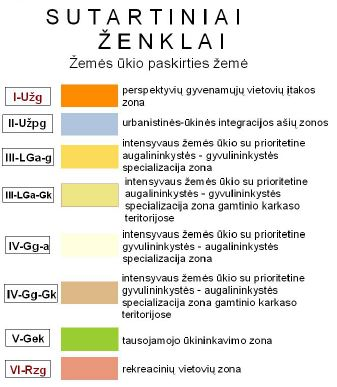 SUTARTINIAI
ŽENKLAI
Žemės ūkio paskirties žemė
I-Užg
perspektyvių gyvenamųjų vietovių įtakos
zona
II-Užpg
urbanistinės-ūkinės integracijos ašių zonos
III-LGa-g
intensyvaus žemės ūkio su prioritetine
augalininkystės - gyvulininkystės
specializacija zona
III-LGa-Gk
intensyvaus žemės ūkio su prioritetine
augalininkystės - gyvulininkystės
specializacija zona gamtinio karkaso
teritorijose
IV-Gg-a
intensyvaus žemės ūkio su prioritetine
gyvulininkystės - augalininkystės
specializacija zona
IV-Gg-Gk
intensyvaus žemės ūkio su prioritetine
gyvulininkystės - augalininkystės
specializacija zona gamtinio karkaso
teritorijose
V-Gek
tausojamojo ūkininkavimo zona
VI-Rzg
rekreacinių vietovių zona